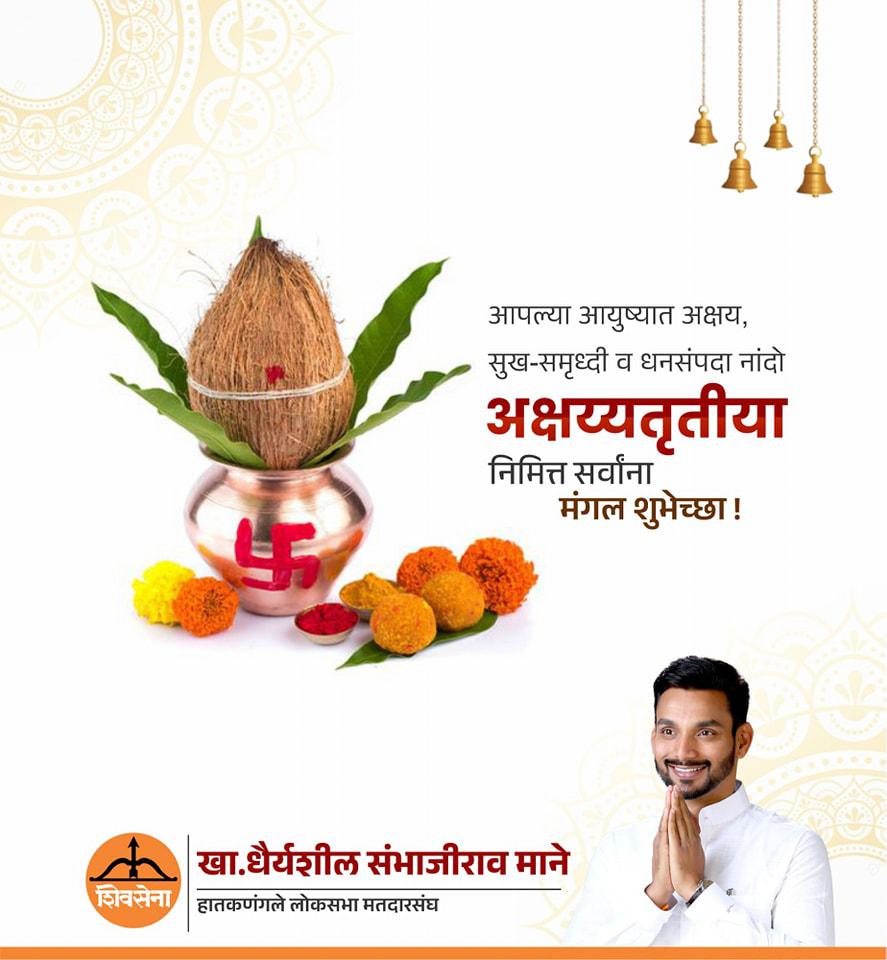 आपल्या आयुष्यात अक्षय,
सुख-समृध्दी व धनसंपदा नांदो
अक्षय्यतृतीया
निमित्त सर्वांना
मंगल शुभेच्छा !
शिवसेना
खा.धैर्यशील संभाजीराव माने
हातकणंगले लोकसभा मतदारसंघ